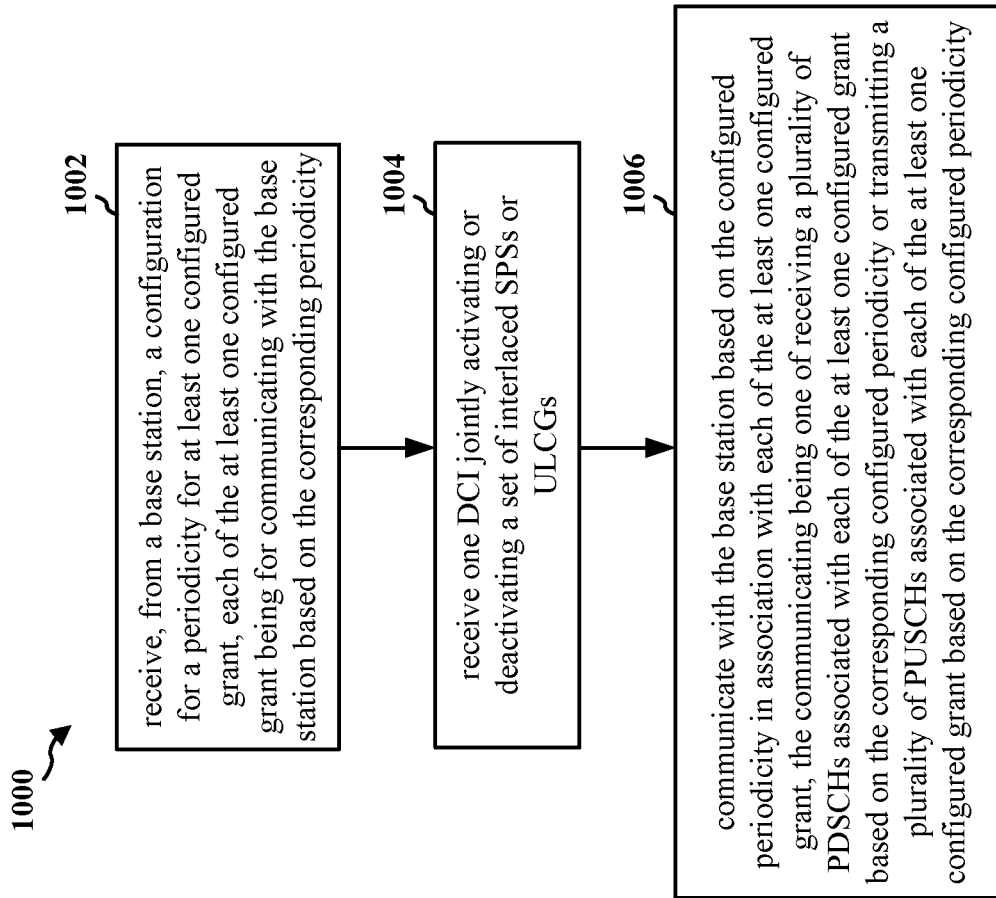 1000
1002
receive, from a base station, a configuration
for a periodicity for at least one configured
grant, each of the at least one configured
grant being for communicating with the base
station based on the corresponding periodicity
1004
receive one DCI jointly activating or
deactivating a set of interlaced SPSs or
ULCGs
1006
communicate with the base station based on the configured
periodicity in association with each of the at least one configured
grant, the communicating being one of receiving a plurality of
PDSCHs associated with each of the at least one configured grant
based on the corresponding configured periodicity or transmitting a
plurality of PUSCHs associated with each of the at least one
configured grant based on the corresponding configured periodicity